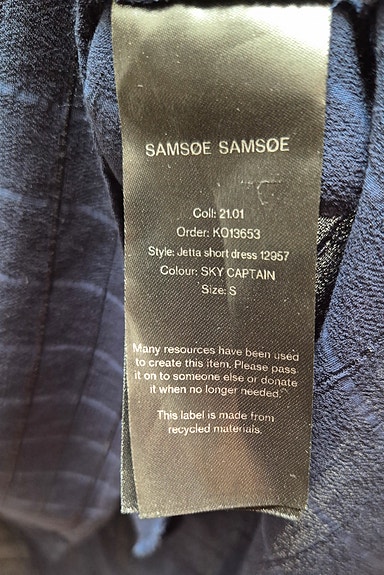 SAMSØE SAMSØE
Coll: 21.01
Order: KO13653
Style: Jetta short dress 12957
Colour: SKY CAPTAIN
Size: S
Many resources have been used
to create this item. Please pass
it on to someone else or donate
it when no longer needed.
This label is made from
recycled materials.